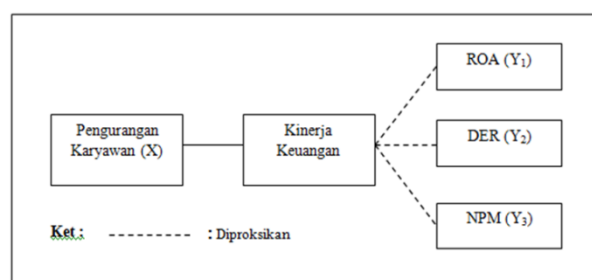 ROA (Y₁)
Pengurangan
Karyawan (X)
Kinerja
Keuangan
DER (Y₂)
NPM (Y₃)
Ket : ------------ : Diproksikan